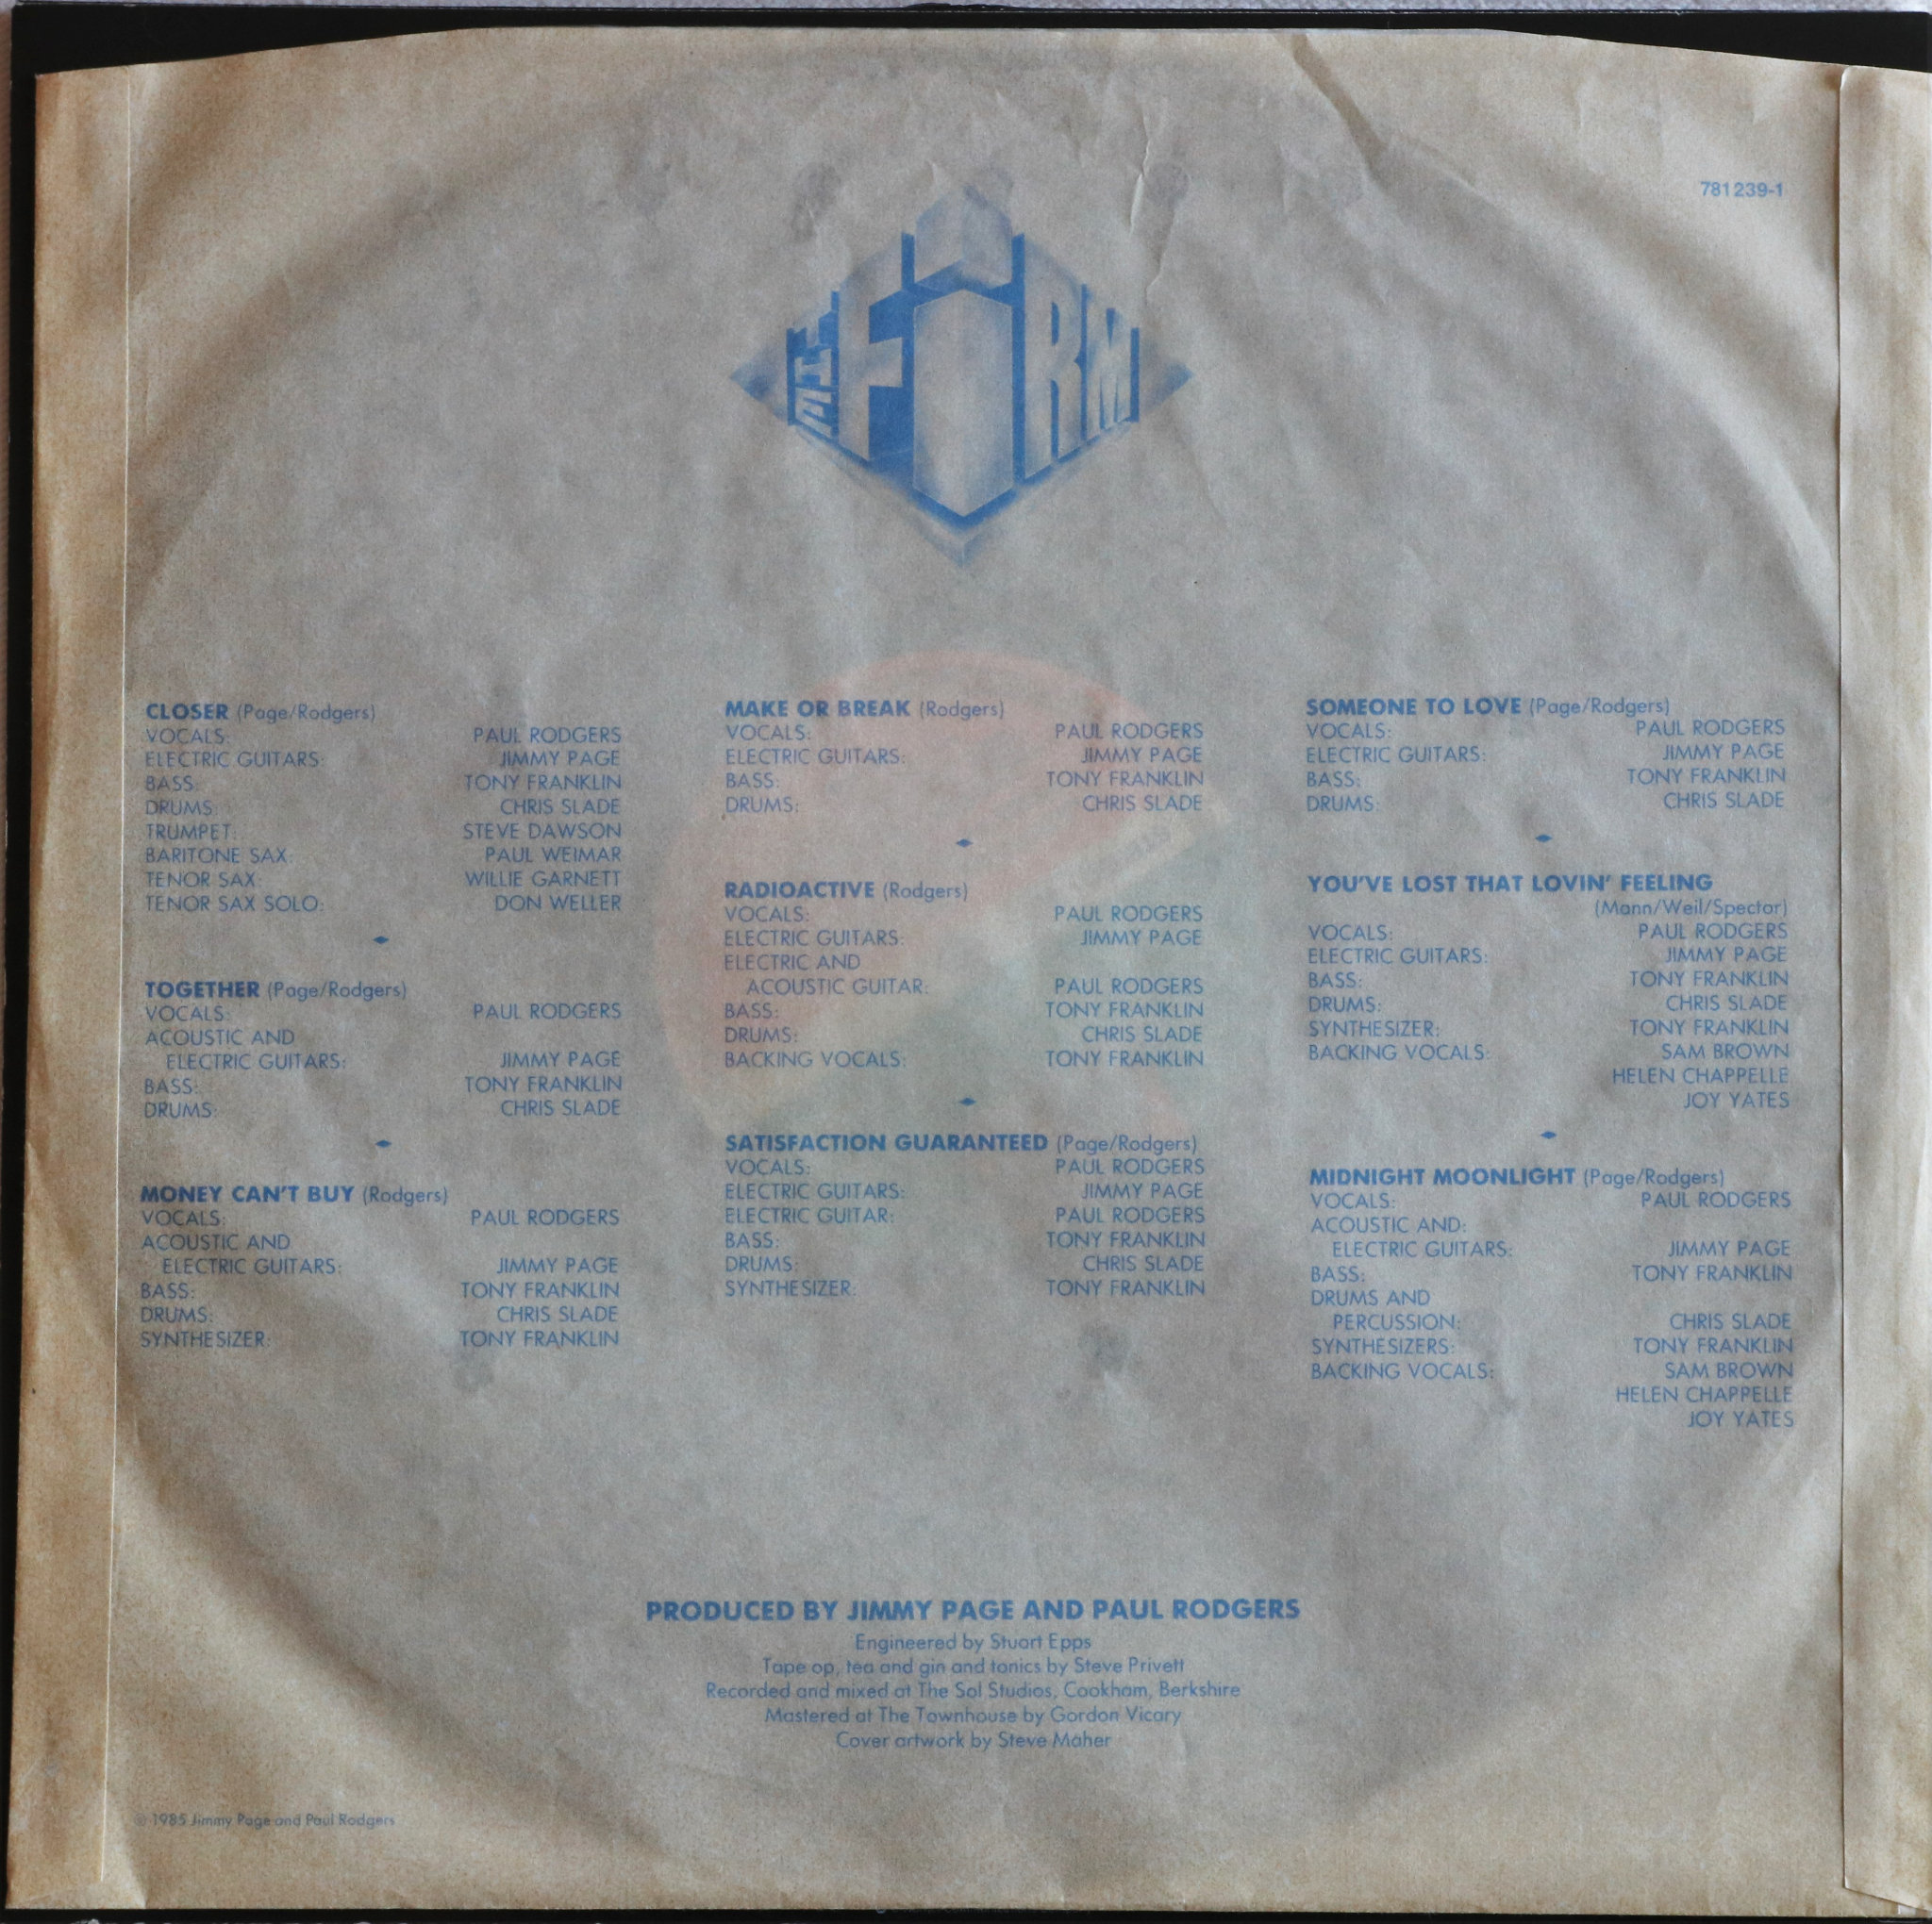 781239-1
THE FIRM
CLOSER (Page/Rodgers)
VOCALS: PAUL RODGERS
ELECTRIC GUITARS: JIMMY PAGE
BASS: TONY FRANKLIN
DRUMS: CHRIS SLADE
TRUMPET: STEVE DAWSON
BARITONE SAX: PAUL WEIMAR
TENOR SAX: WILLIE GARNETT
TENOR SAX SOLO: DON WELLER
TOGETHER (Page/Rodgers)
VOCALS: PAUL RODGERS
ACOUSTIC AND
ELECTRIC GUITARS: JIMMY PAGE
BASS: TONY FRANKLIN
DRUMS: CHRIS SLADE
MONEY CAN'T BUY (Rodgers)
VOCALS: PAUL RODGERS
ACOUSTIC AND
ELECTRIC GUITARS: JIMMY PAGE
BASS: TONY FRANKLIN
DRUMS: CHRIS SLADE
SYNTHESIZER: TONY FRANKLIN
MAKE OR BREAK (Rodgers)
VOCALS: PAUL RODGERS
ELECTRIC GUITARS: JIMMY PAGE
BASS: TONY FRANKLIN
DRUMS: CHRIS SLADE
RADIOACTIVE (Rodgers)
VOCALS: PAUL RODGERS
ELECTRIC GUITARS: JIMMY PAGE
ELECTRIC AND
ACOUSTIC GUITAR: PAUL RODGERS
BASS: TONY FRANKLIN
DRUMS: CHRIS SLADE
BACKING VOCALS: TONY FRANKLIN
SATISFACTION GUARANTEED (Page/Rodgers)
VOCALS: PAUL RODGERS
ELECTRIC GUITARS: JIMMY PAGE
ELECTRIC GUITAR: PAUL RODGERS
BASS: TONY FRANKLIN
DRUMS: CHRIS SLADE
SYNTHESIZER: TONY FRANKLIN
SOMEONE TO LOVE (Page/Rodgers)
VOCALS: PAUL RODGERS
ELECTRIC GUITARS: JIMMY PAGE
BASS: TONY FRANKLIN
DRUMS: CHRIS SLADE
YOU'VE LOST THAT LOVIN' FEELING
(Mann/Weil/Spector)
VOCALS: PAUL RODGERS
ELECTRIC GUITARS: JIMMY PAGE
BASS: TONY FRANKLIN
DRUMS: CHRIS SLADE
SYNTHESIZER: TONY FRANKLIN
BACKING VOCALS: SAM BROWN
HELEN CHAPPELLE
JOY YATES
MIDNIGHT MOONLIGHT (Page/Rodgers)
VOCALS: PAUL RODGERS
ACOUSTIC AND:
ELECTRIC GUITARS: JIMMY PAGE
BASS: TONY FRANKLIN
DRUMS AND
PERCUSSION: CHRIS SLADE
SYNTHESIZERS: TONY FRANKLIN
BACKING VOCALS: SAM BROWN
HELEN CHAPPELLE
JOY YATES
PRODUCED BY JIMMY PAGE AND PAUL RODGERS
Engineered by Stuart Epps
Tape op, tea and gin and tonics by Steve Privett
Recorded and mixed at The Sol Studios, Cookham, Berkshire
Mastered at The Townhouse by Gordon Vicary
Cover artwork by Steve Maher
© 1985 Jimmy Page and Paul Rodgers